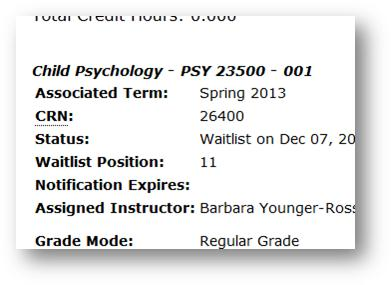 Total Credit Hours: 0.000
Child Psychology - PSY 23500 - 001
Associated Term: Spring 2013
CRN: 26400
Status: Waitlist on Dec 07, 20
Waitlist Position: 11
Notification Expires:
Assigned Instructor: Barbara Younger-Ross
Grade Mode: Regular Grade